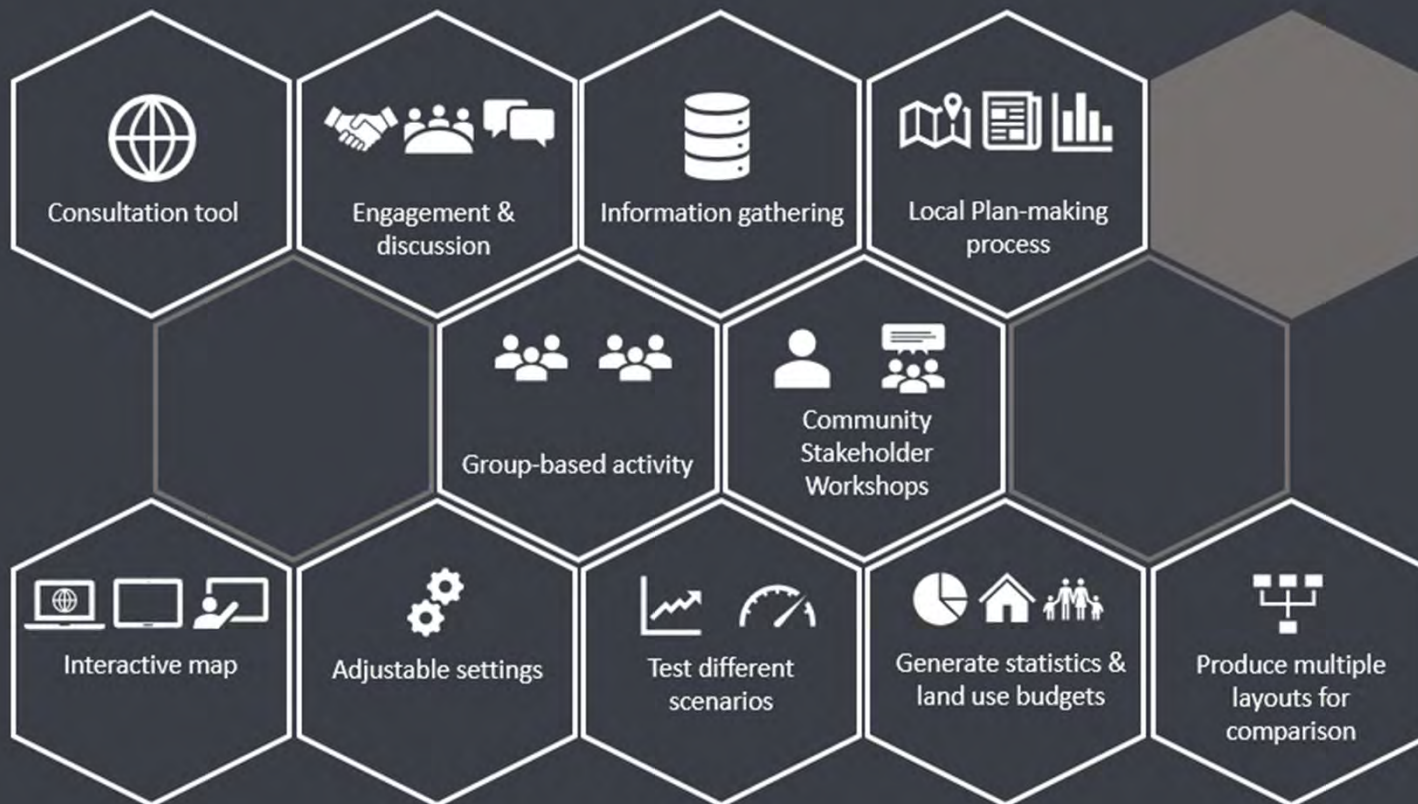 Consultation tool
Engagement &
discussion
Information gathering
Local Plan-making
process
Group-based activity
Community
Stakeholder
Workshops
Interactive map
Adjustable settings
Test different
scenarios
Generate statistics &
land use budgets
Produce multiple
layouts for
comparison